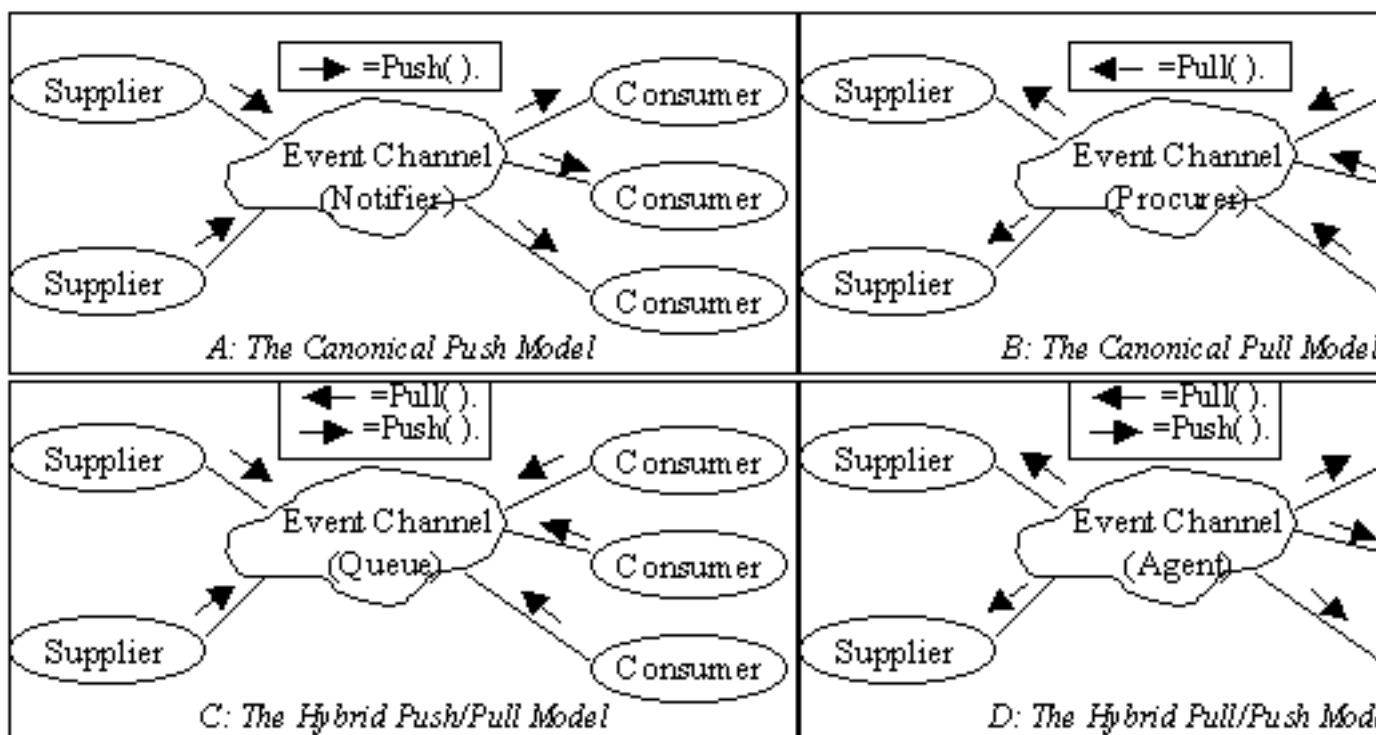 =Push( ).
Supplier
Consumer
Event Channel
(Notifier)
Consumer
Supplier
Consumer
A: The Canonical Push Model
=Pull( ).
Supplier
Event Channel
(Procurer)
Supplier
B: The Canonical Pull Model
=Pull( ).
=Push( ).
Supplier
Consumer
Event Channel
(Queue)
Consumer
Supplier
Consumer
C: The Hybrid Push/Pull Model
=Pull( ).
=Push( ).
Supplier
Event Channel
(Agent)
Supplier
D: The Hybrid Pull/Push Mode